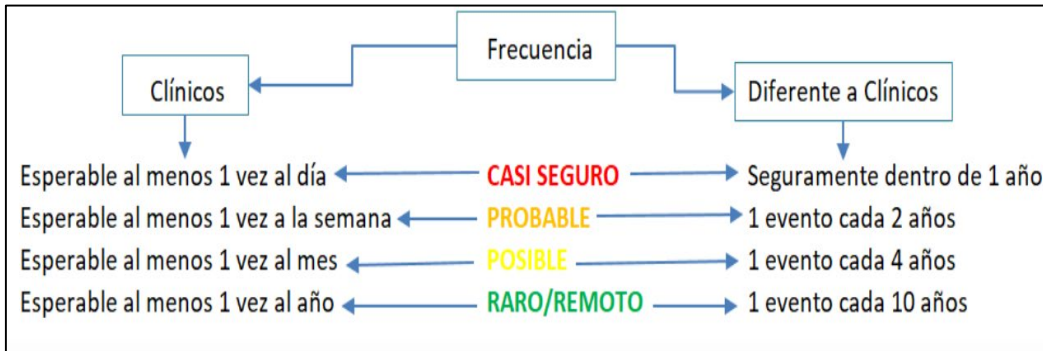 Frecuencia
Clínicos
Diferente a Clínicos
Esperable al menos 1 vez al día CASI SEGURO Seguramente dentro de 1 año
Esperable al menos 1 vez a la semana PROBABLE 1 evento cada 2 años
Esperable al menos 1 vez al mes POSIBLE 1 evento cada 4 años
Esperable al menos 1 vez al año RARO/REMOTO 1 evento cada 10 años